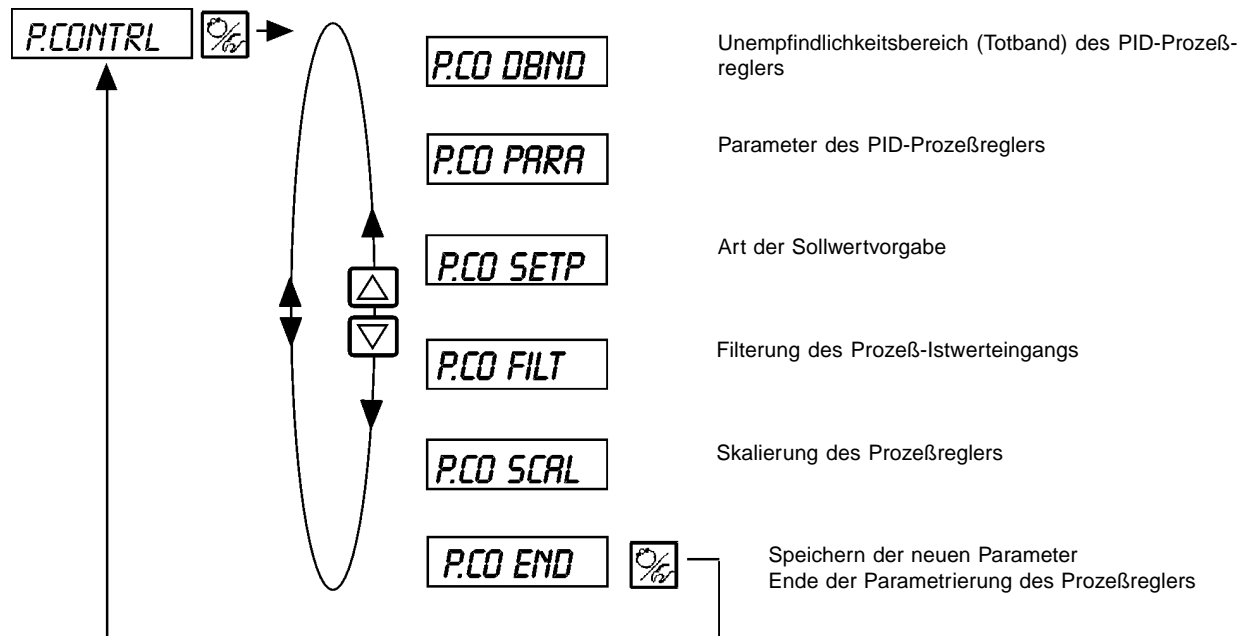 P.CONTRL
P.CO DBND
Unempfindlichkeitsbereich (Totband) des PID-Prozeß-
reglers
P.CO PARA
Parameter des PID-Prozeßreglers
P.CO SETP
Art der Sollwertvorgabe
P.CO FILT
Filterung des Prozeß-Istwerteingangs
P.CO SCAL
Skalierung des Prozeßreglers
P.CO END
Speichern der neuen Parameter
Ende der Parametrierung des Prozeßreglers